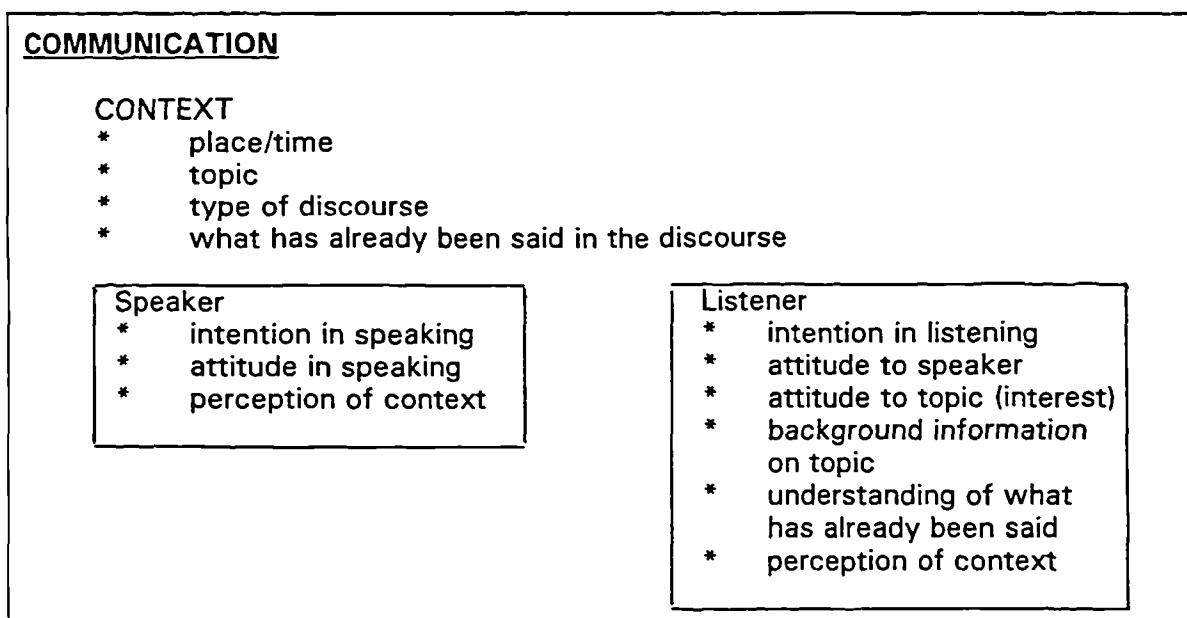 COMMUNICATION
CONTEXT
* place/time
* topic
* type of discourse
* what has already been said in the discourse
Speaker
* intention in speaking
* attitude in speaking
* perception of context
Listener
* intention in listening
* attitude to speaker
* attitude to topic (interest)
* background information
on topic
* understanding of what
has already been said
* perception of context